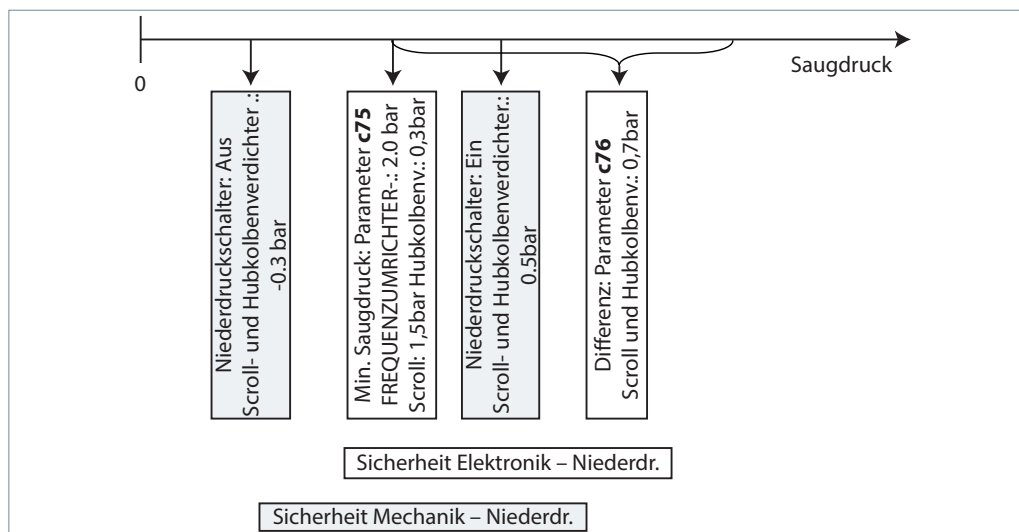 Saugdruck
0
Niederdruckschalter: Aus
Scroll- und Hubkolbenverdichter .:
-0.3 bar
Min. Saugdruck: Parameter c75
FREQUENZUMRICHTER-.: 2.0 bar
Scroll: 1,5bar Hubkolbenv.: 0,3bar
Niederdruckschalter: Ein
Scroll- und Hubkolbenverdichter.:
0.5bar
Differenz: Parameter c76
Scroll und Hubkolbenv.: 0,7bar
Sicherheit Elektronik – Niederdr.
Sicherheit Mechanik – Niederdr.